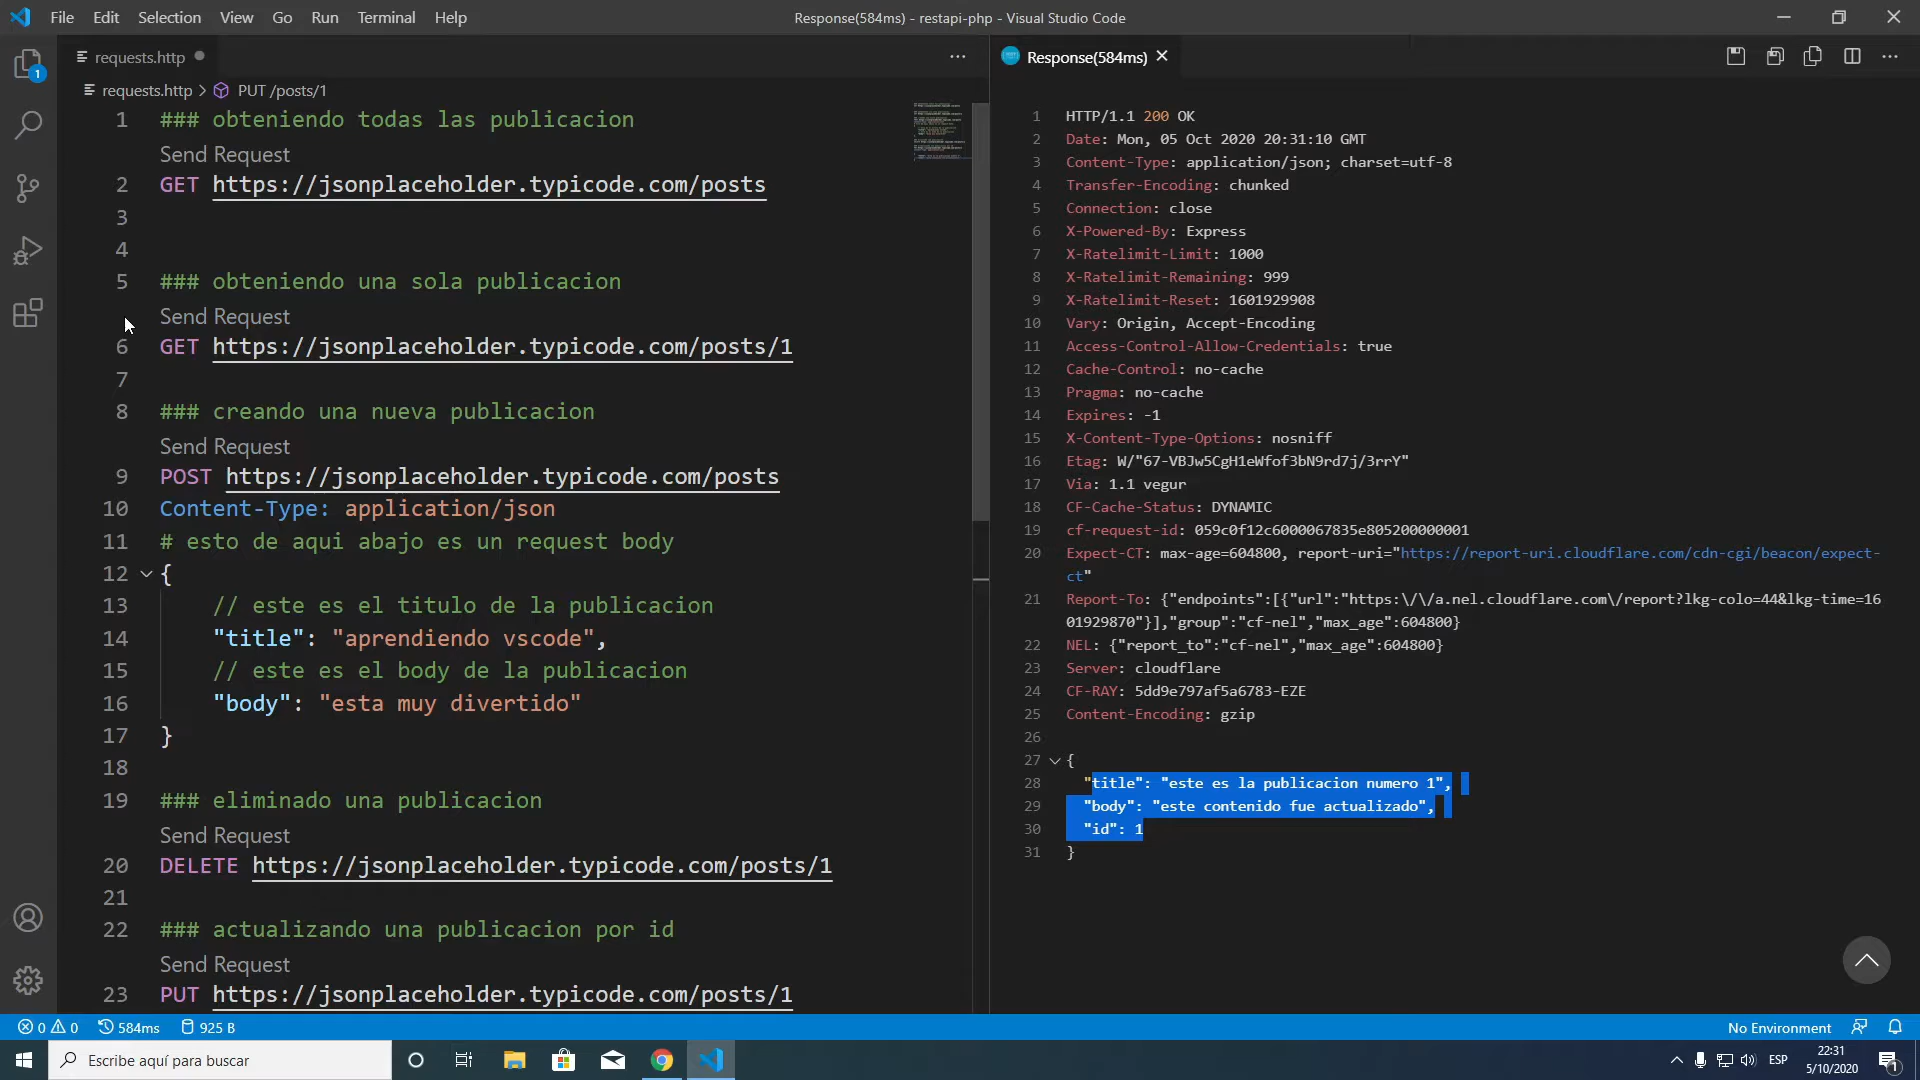 File Edit Selection View Go Run Terminal Help
Response(584ms) - restapi-php - Visual Studio Code
requests.http
requests.http > PUT /posts/1
1 ### obteniendo todas las publicacion
Send Request
2 GET https://jsonplaceholder.typicode.com/posts
3
4
5 ### obteniendo una sola publicacion
Send Request
6 GET https://jsonplaceholder.typicode.com/posts/1
7
8 ### creando una nueva publicacion
Send Request
9 POST https://jsonplaceholder.typicode.com/posts
10 Content-Type: application/json
11 # esto de aqui abajo es un request body
12 {
13 // este es el titulo de la publicacion
14 "title": "aprendiendo vscode",
15 // este es el body de la publicacion
16 "body": "esta muy divertido"
17 }
18
19 ### eliminado una publicacion
Send Request
20 DELETE https://jsonplaceholder.typicode.com/posts/1
21
22 ### actualizando una publicacion por id
Send Request
23 PUT https://jsonplaceholder.typicode.com/posts/1
Response(584ms)
1 HTTP/1.1 200 OK
2 Date: Mon, 05 Oct 2020 20:31:10 GMT
3 Content-Type: application/json; charset=utf-8
4 Transfer-Encoding: chunked
5 Connection: close
6 X-Powered-By: Express
7 X-Ratelimit-Limit: 1000
8 X-Ratelimit-Remaining: 999
9 X-Ratelimit-Reset: 1601929908
10 Vary: Origin, Accept-Encoding
11 Access-Control-Allow-Credentials: true
12 Cache-Control: no-cache
13 Pragma: no-cache
14 Expires: -1
15 X-Content-Type-Options: nosniff
16 Etag: W/"67-VBJw5CgH1eWfof3bN9rd7j/3rrY"
17 Via: 1.1 vegur
18 CF-Cache-Status: DYNAMIC
19 cf-request-id: 059c0f12c6000067835e805200000001
20 Expect-CT: max-age=604800, report-uri="https://report-uri.cloudflare.com/cdn-cgi/beacon/expect-
ct"
21 Report-To: {"endpoints":[{"url":"https:\/\/a.nel.cloudflare.com\/report?lkg-colo=44&lkg-time=16
01929870"}],"group":"cf-nel","max_age":604800}
22 NEL: {"report_to":"cf-nel","max_age":604800}
23 Server: cloudflare
24 CF-RAY: 5dd9e797af5a6783-EZE
25 Content-Encoding: gzip
26
27 {
28 "title": "este es la publicacion numero 1",
29 "body": "este contenido fue actualizado",
30 "id": 1
31 }
0 0 584ms 925 B
No Environment
Escribe aquí para buscar
ESP
22:31
5/10/2020
1